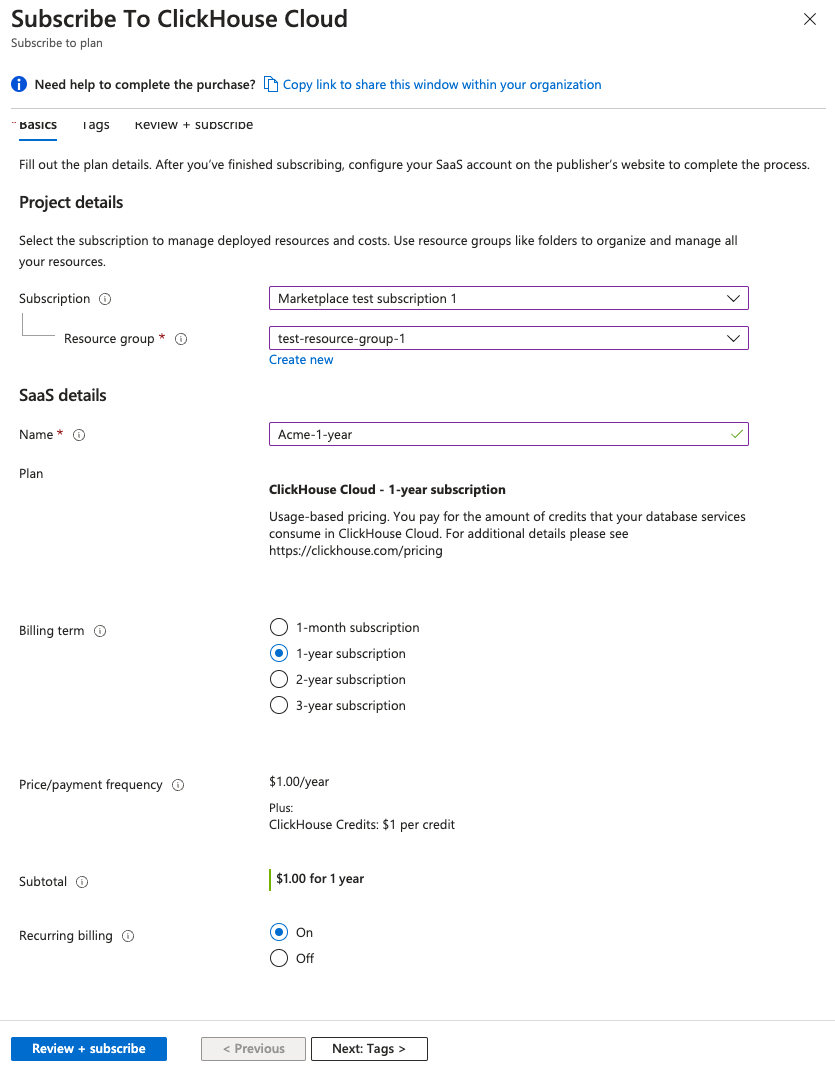 Subscribe To ClickHouse Cloud
Subscribe to plan
Need help to complete the purchase? Copy link to share this window within your organization
* Basics Tags Review + subscribe
Fill out the plan details. After you've finished subscribing, configure your SaaS account on the publisher's website to complete the process.
Project details
Select the subscription to manage deployed resources and costs. Use resource groups like folders to organize and manage all
your resources.
Subscription Marketplace test subscription 1
Resource group * test-resource-group-1
Create new
SaaS details
Name * Acme-1-year
Plan
ClickHouse Cloud - 1-year subscription
Usage-based pricing. You pay for the amount of credits that your database services
consume in ClickHouse Cloud. For additional details please see
https://clickhouse.com/pricing
Billing term 1-month subscription
1-year subscription
2-year subscription
3-year subscription
Price/payment frequency $1.00/year
Plus:
ClickHouse Credits: $1 per credit
Subtotal $1.00 for 1 year
Recurring billing On
Off
Review + subscribe < Previous Next: Tags >